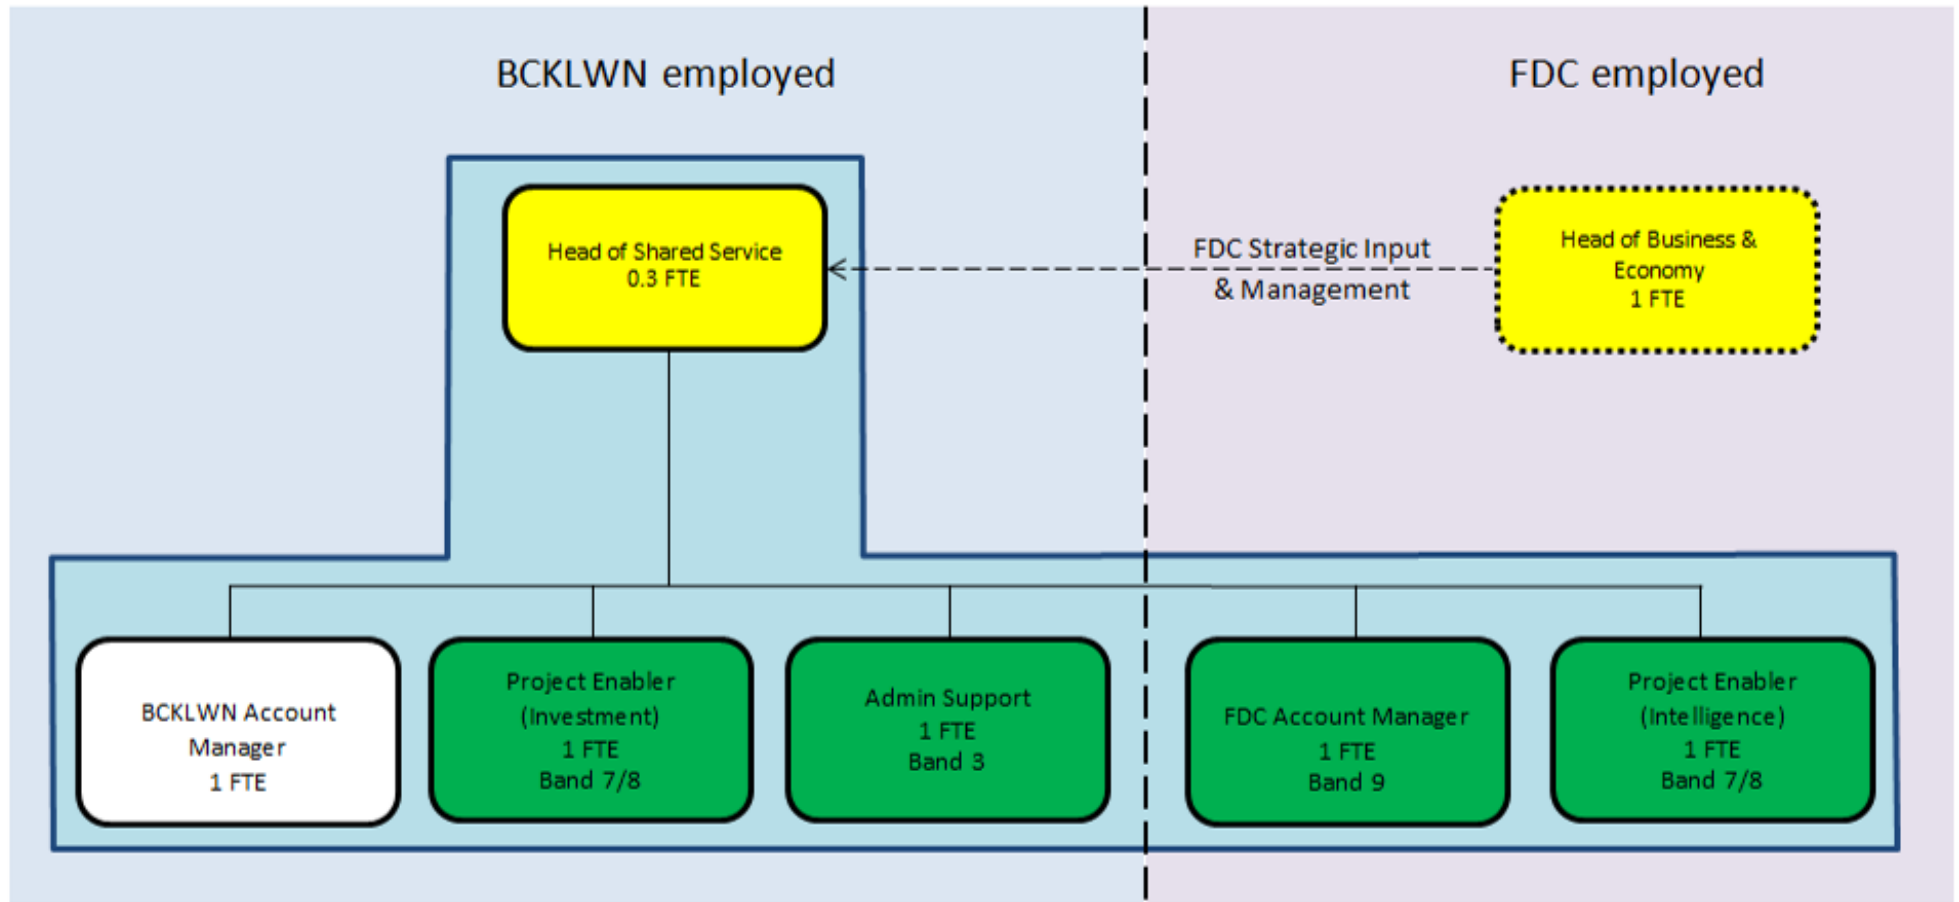 BCKLWN employed
FDC employed
Head of Shared Service
0.3 FTE
FDC Strategic Input
& Management
Head of Business &
Economy
1 FTE
BCKLWN Account
Manager
1 FTE
Project Enabler
(Investment)
1 FTE
Band 7/8
Admin Support
1 FTE
Band 3
FDC Account Manager
1 FTE
Band 9
Project Enabler
(Intelligence)
1 FTE
Band 7/8